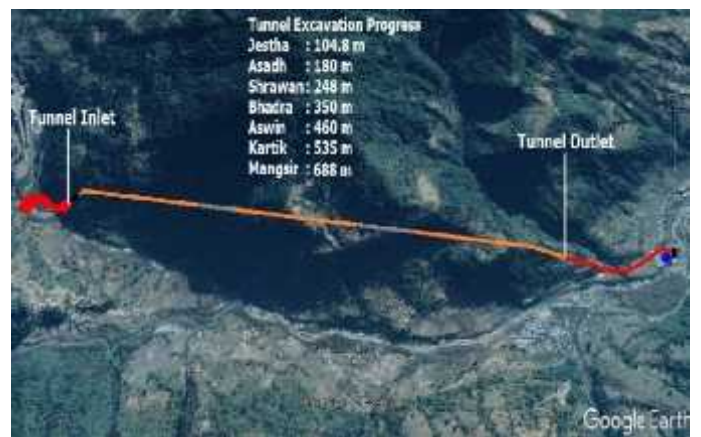 Tunnel Excavation Progress
Jestha : 104.8 m
Asadh : 180 m
Shrawan: 248 m
Bhadra : 350 m
Aswin : 460 m
Kartik : 535 m
Mangsir : 688 m
Tunnel Inlet
Tunnel Outlet
Google Earth